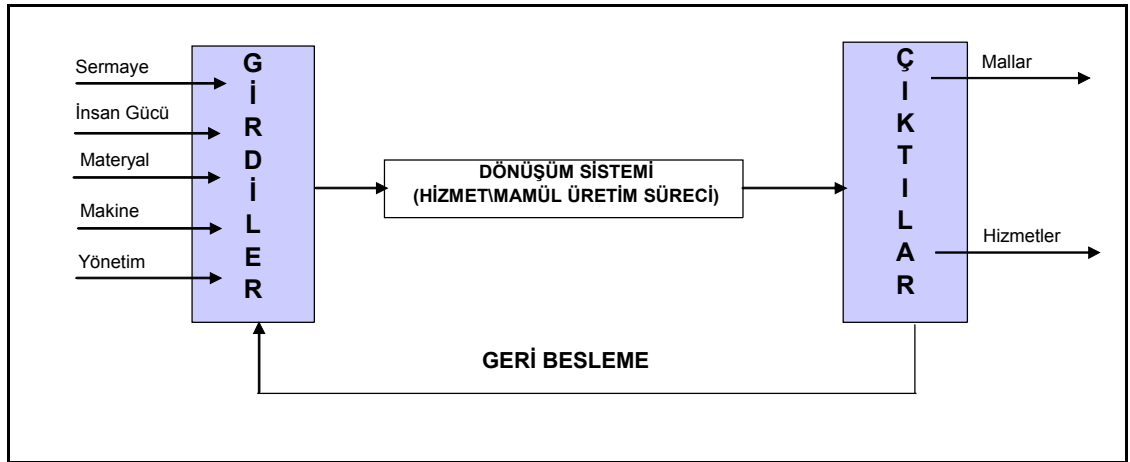 Sermaye
İnsan Gücü
Materyal
Makine
Yönetim
GİRDİLER
DÖNÜŞÜM SİSTEMİ
(HİZMET\MAMÜL ÜRETİM SÜRECİ)
ÇIKTILAR
Mallar
Hizmetler
GERİ BESLEME